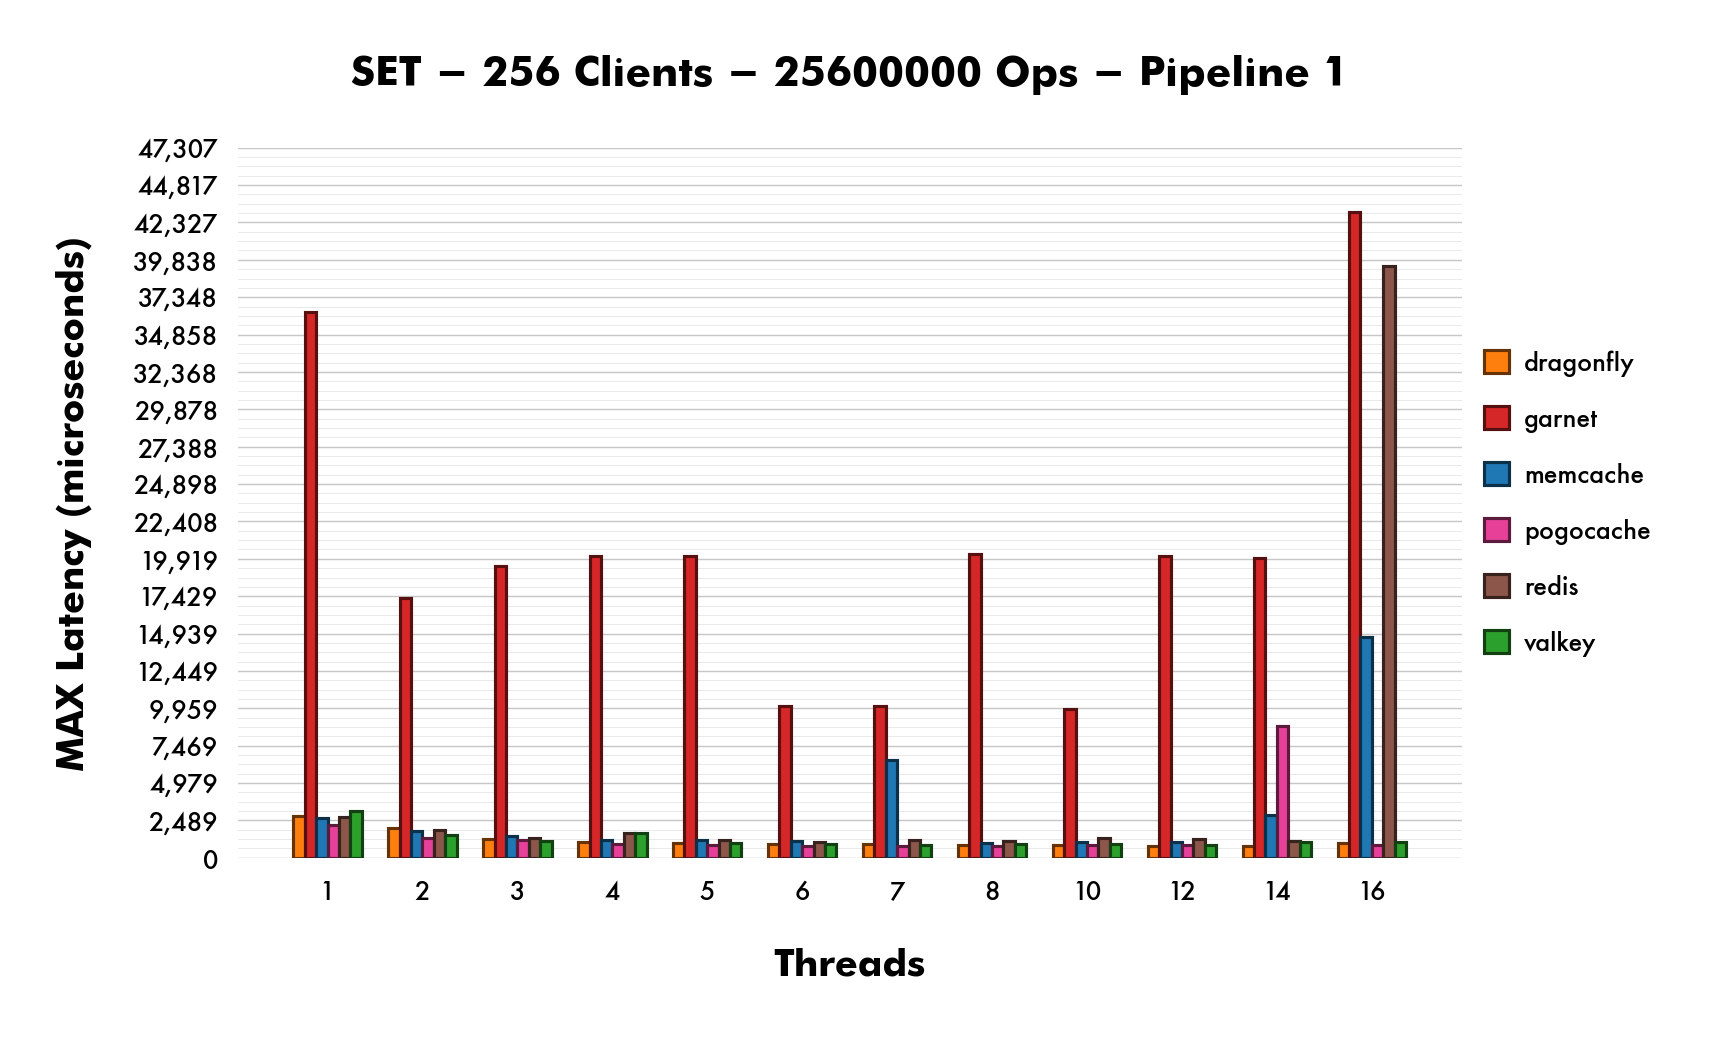 SET – 256 Clients – 25600000 Ops – Pipeline 1
MAX Latency (microseconds)
47,307
44,817
42,327
39,838
37,348
34,858
32,368
29,878
27,388
24,898
22,408
19,919
17,429
14,939
12,449
9,959
7,469
4,979
2,489
0
1 2 3 4 5 6 7 8 10 12 14 16
Threads
dragonfly
garnet
memcache
pogocache
redis
valkey